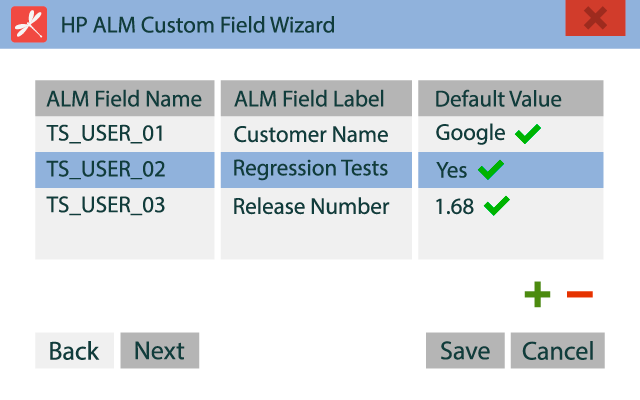 HP ALM Custom Field Wizard
ALM Field Name ALM Field Label Default Value
TS_USER_01 Customer Name Google
TS_USER_02 Regression Tests Yes
TS_USER_03 Release Number 1.68
Back Next Save Cancel